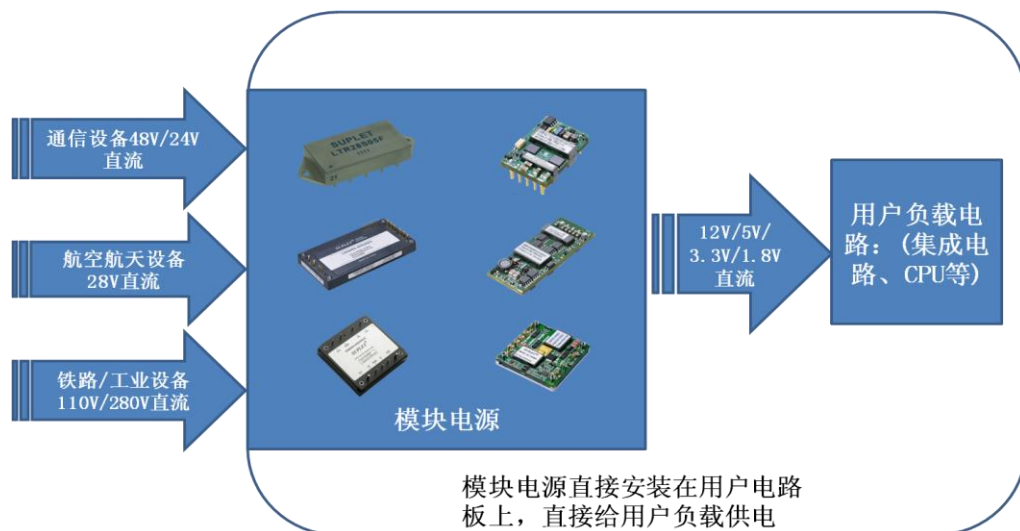 通信设备48V/24V
直流
航空航天设备
28V直流
铁路/工业设备
110V/280V直流
SUPLET
SUPLET
模块电源
12V/5V/
3.3V/1.8V
直流
用户负载电
路：(集成电
路、CPU等)
模块电源直接安装在用户电路
板上，直接给用户负载供电